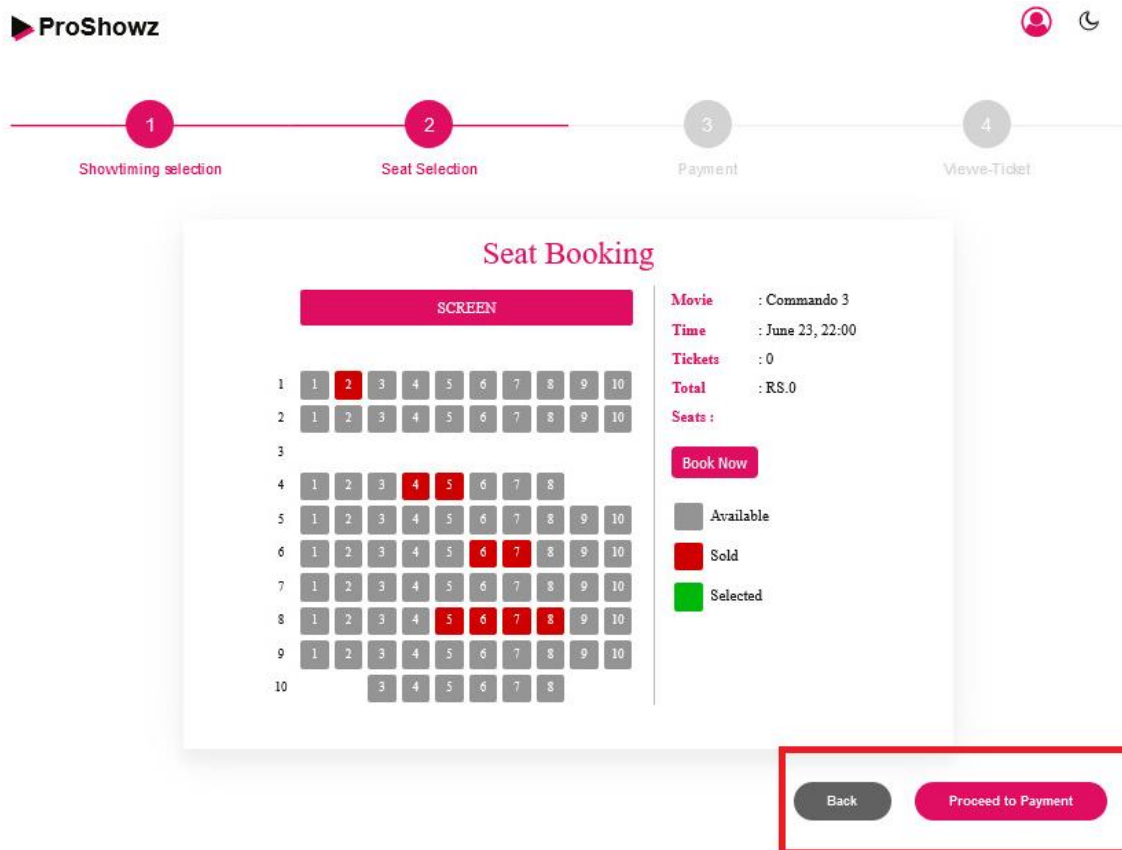 ProShowz
1 2 3 4
Showtiming selection Seat Selection Payment Viewe-Ticket
Seat Booking
SCREEN
1 1 2 3 4 5 6 7 8 9 10
2 1 2 3 4 5 6 7 8 9 10
3
4 1 2 3 4 5 6 7 8
5 1 2 3 4 5 6 7 8 9 10
6 1 2 3 4 5 6 7 8 9 10
7 1 2 3 4 5 6 7 8 9 10
8 1 2 3 4 5 6 7 8 9 10
9 1 2 3 4 5 6 7 8 9 10
10 3 4 5 6 7 8
Movie : Commando 3
Time : June 23, 22:00
Tickets : 0
Total : RS.0
Seats :
Book Now
Available
Sold
Selected
Back Proceed to Payment